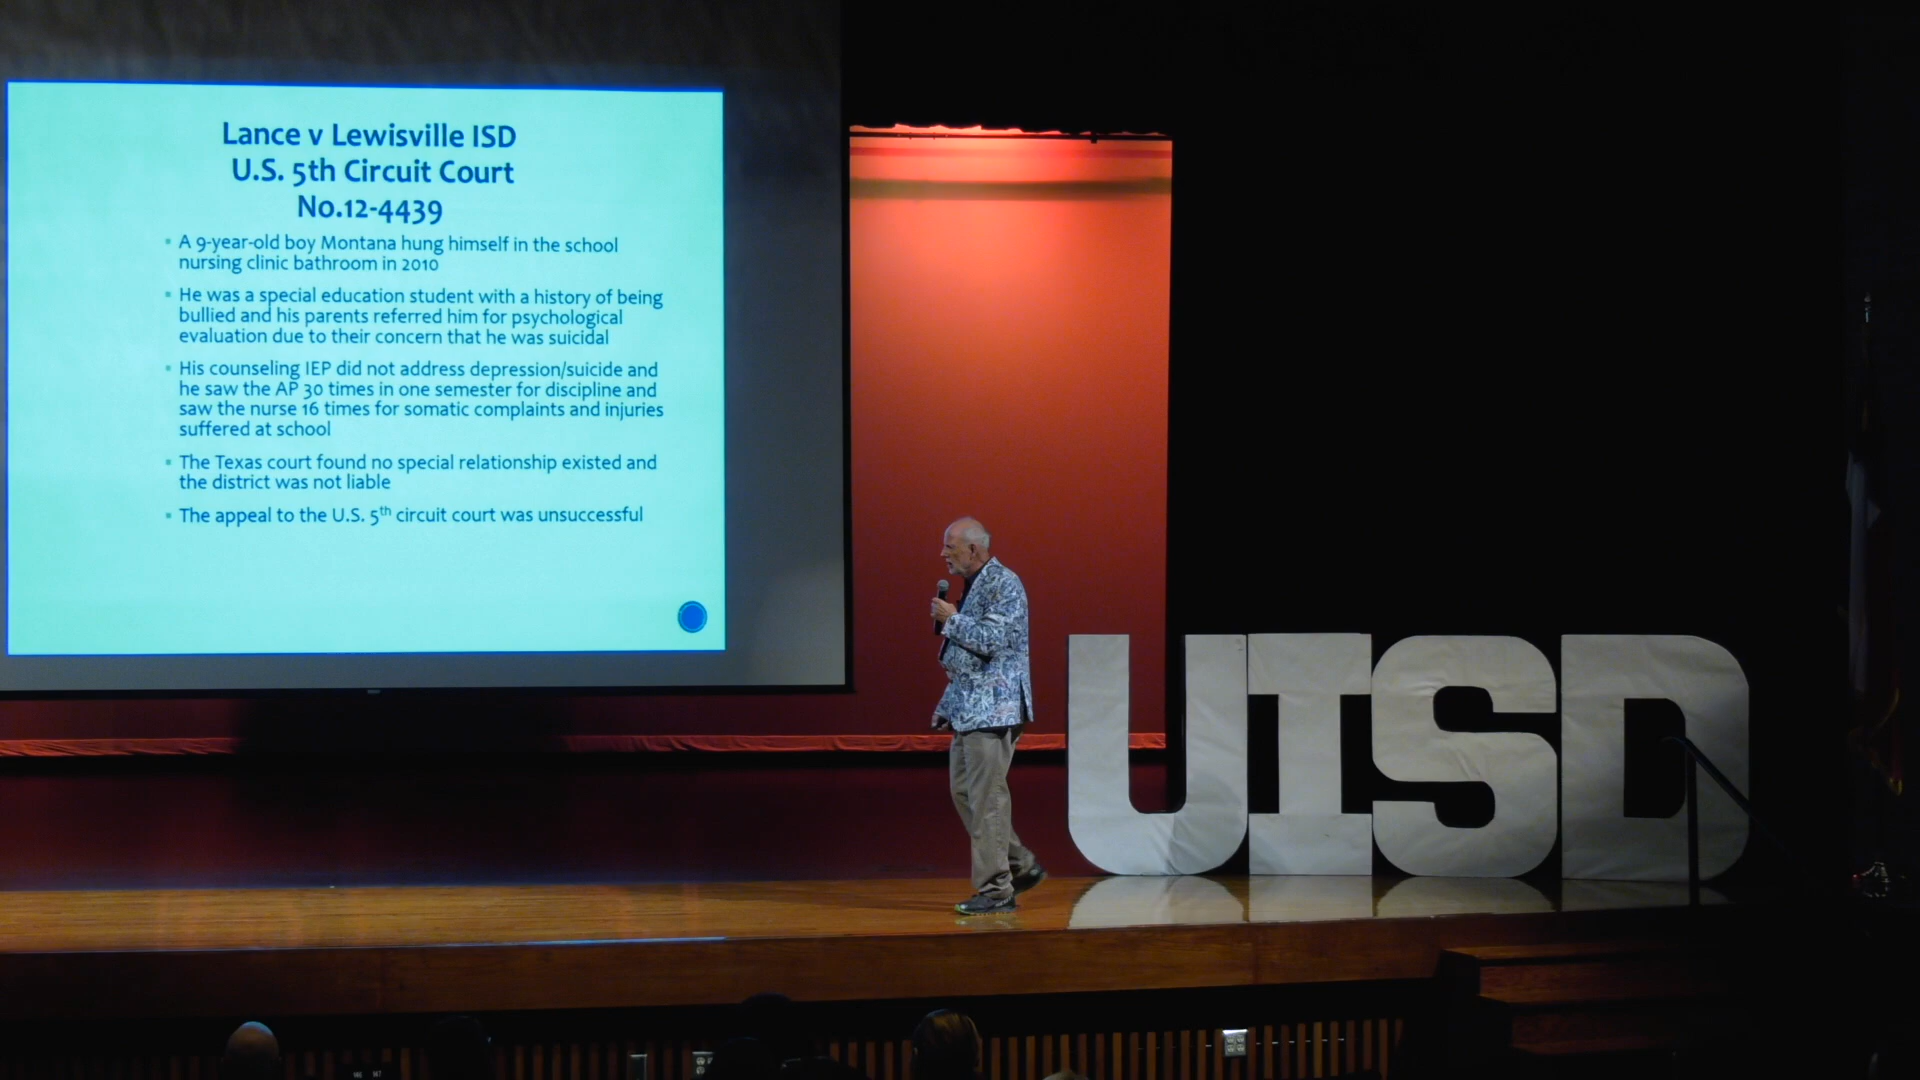 Lance v Lewisville ISD
U.S. 5th Circuit Court
No.12-4439
▪ A 9-year-old boy Montana hung himself in the school
nursing clinic bathroom in 2010
▪ He was a special education student with a history of being
bullied and his parents referred him for psychological
evaluation due to their concern that he was suicidal
▪ His counseling IEP did not address depression/suicide and
he saw the AP 30 times in one semester for discipline and
saw the nurse 16 times for somatic complaints and injuries
suffered at school
▪ The Texas court found no special relationship existed and
the district was not liable
▪ The appeal to the U.S. 5th circuit court was unsuccessful
UISD